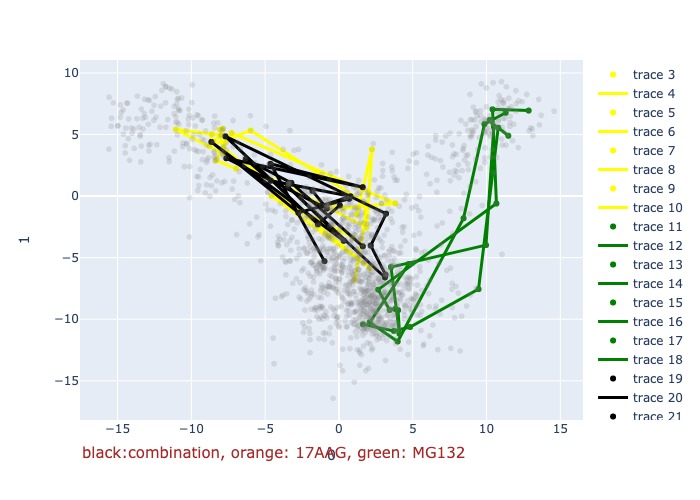 10
5
0
−5
−10
−15
1
−15
−10
−5
0
5
10
15
0
black:combination, orange: 17AAG, green: MG132
trace 3
trace 4
trace 5
trace 6
trace 7
trace 8
trace 9
trace 10
trace 11
trace 12
trace 13
trace 14
trace 15
trace 16
trace 17
trace 18
trace 19
trace 20
trace 21